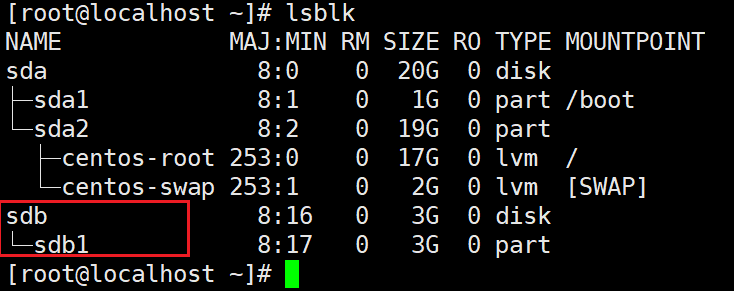 [root@localhost ~]# lsblk
NAME            MAJ:MIN RM  SIZE RO TYPE MOUNTPOINT
sda               8:0    0   20G  0 disk
├─sda1            8:1    0    1G  0 part /boot
└─sda2            8:2    0   19G  0 part
  ├─centos-root 253:0    0   17G  0 lvm  /
  └─centos-swap 253:1    0    2G  0 lvm  [SWAP]
sdb               8:16   0    3G  0 disk
└─sdb1            8:17   0    3G  0 part
[root@localhost ~]#